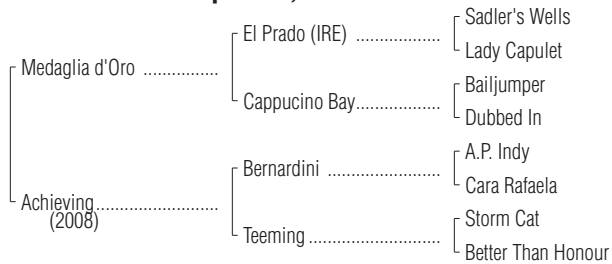 Sadler's Wells
El Prado (IRE) ..................
Lady Capulet
Medaglia d'Oro ...............
Bailjumper
Cappucino Bay.................
Dubbed In
A.P. Indy
Bernardini ......................
Cara Rafaela
Achieving.........................
(2008)
Storm Cat
Teeming ..........................
Better Than Honour